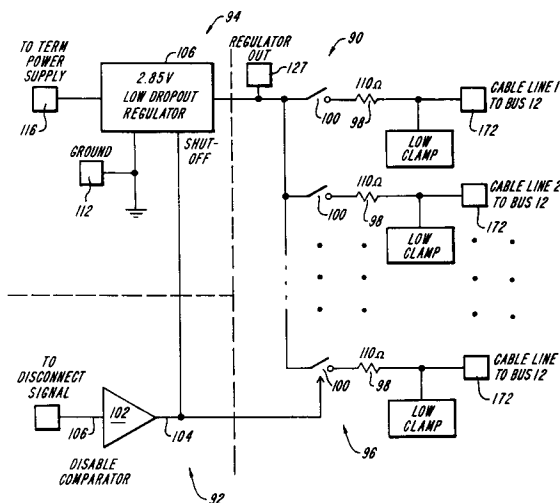 94
TO TERM
POWER
SUPPLY
116
106
2.85V
LOW DROPOUT
REGULATOR
SHUT-
OFF
GROUND
112
REGULATOR
OUT
127
90
100
110Ω
98
LOW
CLAMP
CABLE LINE 1
TO BUS 12
172
100
110Ω
98
LOW
CLAMP
CABLE LINE 2
TO BUS 12
172
100
110Ω
98
LOW
CLAMP
CABLE LINE
TO BUS 12
172
96
TO
DISCONNECT
SIGNAL
106
102
104
DISABLE
COMPARATOR
92